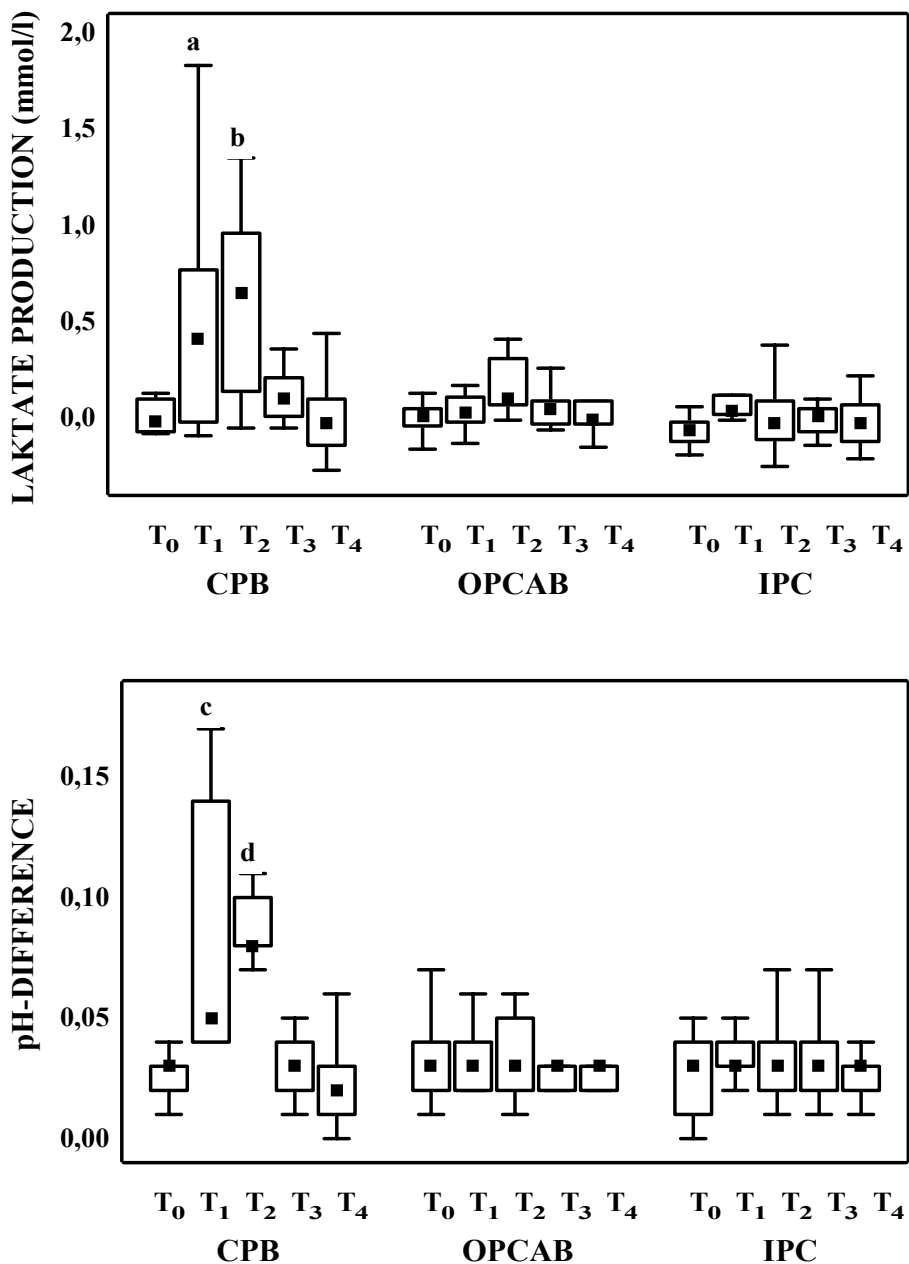 LAKTATE PRODUCTION (mmol/l)
2,0
1,5
1,0
0,5
0,0
a
b
T0 T1 T2 T3 T4 T0 T1 T2 T3 T4 T0 T1 T2 T3 T4
CPB OPCAB IPC
pH-DIFFERENCE
0,15
0,10
0,05
0,00
c
d
T0 T1 T2 T3 T4 T0 T1 T2 T3 T4 T0 T1 T2 T3 T4
CPB OPCAB IPC